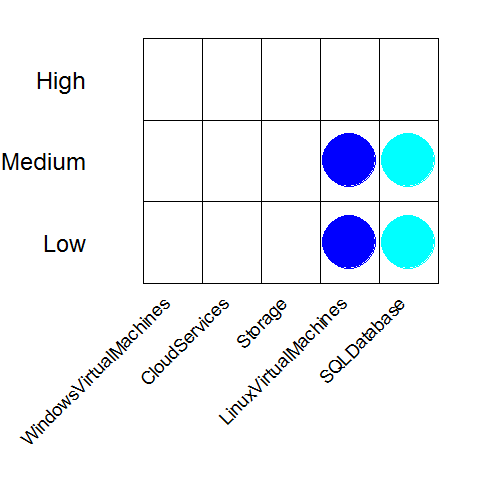 High
Medium
Low
WindowsVirtualMachines
CloudServices
Storage
LinuxVirtualMachines
SQLDatabase